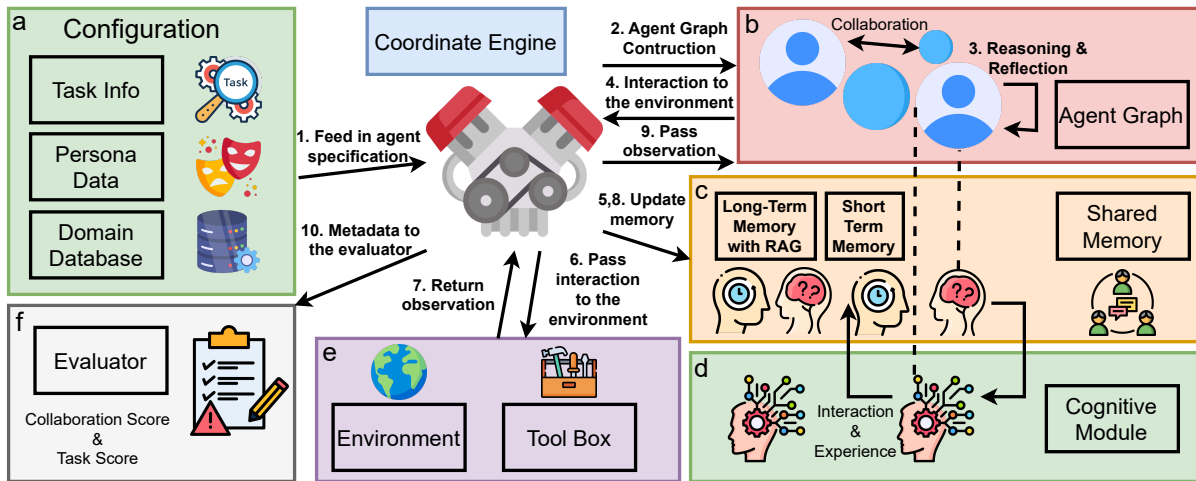 a
Configuration
Task Info
Task
Persona
Data
Domain
Database
Coordinate Engine
1. Feed in agent
specification
2. Agent Graph
Contruction
4. Interaction to
the environment
9. Pass
observation
5,8. Update
memory
10. Metadata to
the evaluator
7. Return
observation
6. Pass
interaction
to the
environment
b
Collaboration
3. Reasoning &
Reflection
Agent Graph
c
Long-Term
Memory
with RAG
Short
Term
Memory
Shared
Memory
? ?
? ?
d
Interaction
&
Experience
Cognitive
Module
e
Environment
Tool Box
f
Evaluator
Collaboration Score
&
Task Score